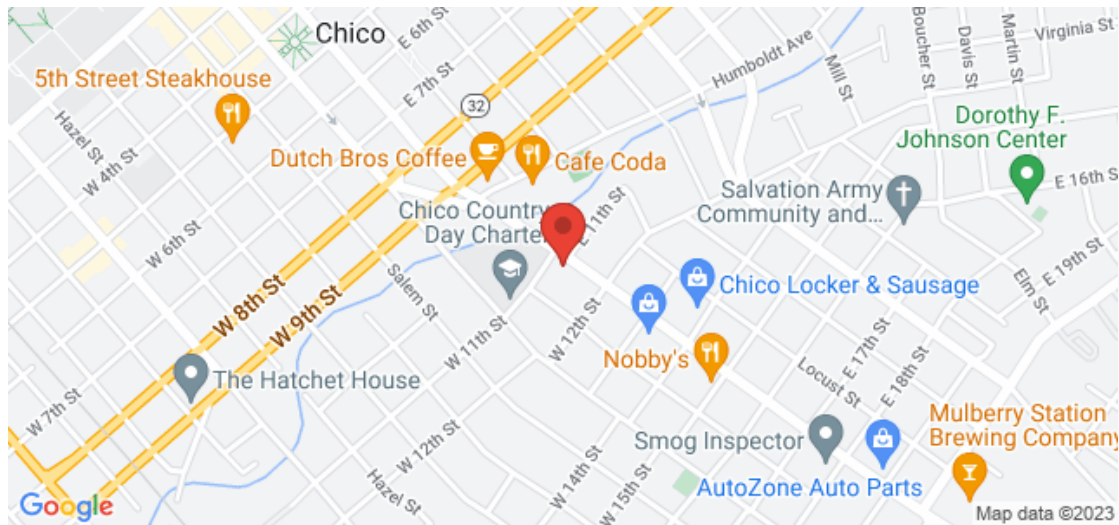 Chico
E 6th St
Humboldt Ave
Boucher St
Davis St
Martin St
Virginia St
5th Street Steakhouse
E 7th St
Mill St
32
Dorothy F.
Johnson Center
Hazel St
W 4th St
Dutch Bros Coffee
Cafe Coda
E 16th St
Salvation Army
Community and...
Chico Country
Day Charter
E 11th St
W 6th St
Salem St
Chico Locker & Sausage
Elm St
E 19th St
W 8th St
W 9th St
W 11th St
W 12th St
Nobby's
E 17th St
E 18th St
Locust St
The Hatchet House
W 7th St
W 12th St
Hazel St
Smog Inspector
Mulberry Station
Brewing Company
W 14th St
W 15th St
AutoZone Auto Parts
Google
Map data ©2023